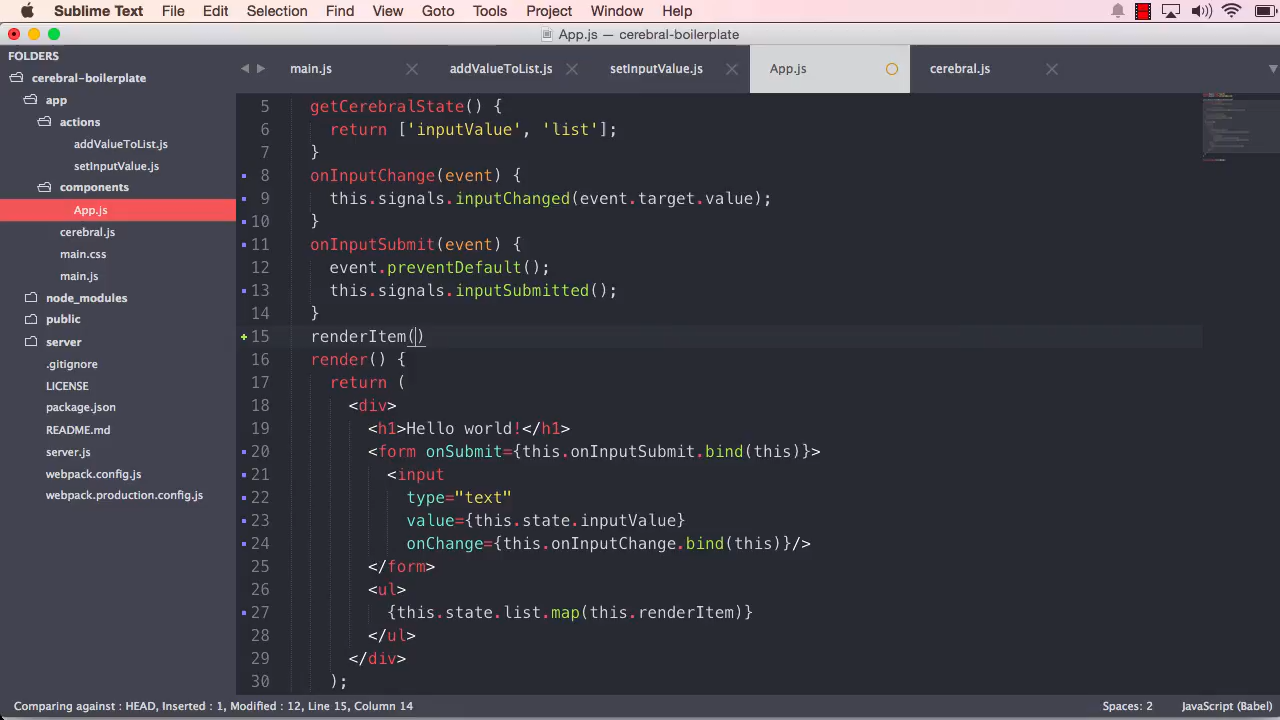 Sublime Text File Edit Selection Find View Goto Tools Project Window Help
App.js — cerebral-boilerplate
FOLDERS
cerebral-boilerplate
app
actions
addValueToList.js
setInputValue.js
components
App.js
cerebral.js
main.css
main.js
node_modules
public
server
.gitignore
LICENSE
package.json
README.md
server.js
webpack.config.js
webpack.production.config.js
main.js addValueToList.js setInputValue.js App.js cerebral.js
5 getCerebralState() {
6 return ['inputValue', 'list'];
7 }
8 onInputChange(event) {
9 this.signals.inputChanged(event.target.value);
10 }
11 onInputSubmit(event) {
12 event.preventDefault();
13 this.signals.inputSubmitted();
14 }
15 renderItem()
16 render() {
17 return (
18 <div>
19 <h1>Hello world!</h1>
20 <form onSubmit={this.onInputSubmit.bind(this)}>
21 <input
22 type="text"
23 value={this.state.inputValue}
24 onChange={this.onInputChange.bind(this)}/>
25 </form>
26 <ul>
27 {this.state.list.map(this.renderItem)}
28 </ul>
29 </div>
30 );
Comparing against : HEAD, Inserted : 1, Modified : 12, Line 15, Column 14 Spaces: 2 JavaScript (Babel)